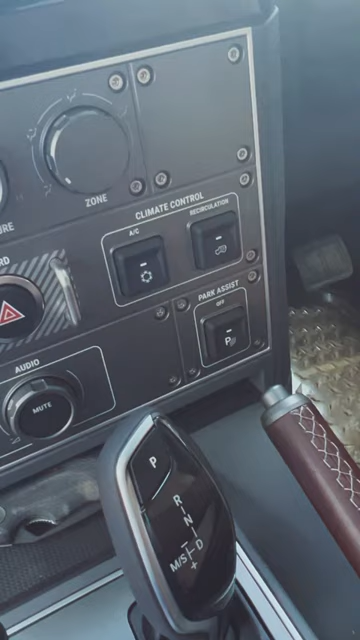 ZONE
CLIMATE CONTROL
A/C
RECIRCULATION
PARK ASSIST
OFF
P
AUDIO
MUTE
P
R
N
D
M/S
+